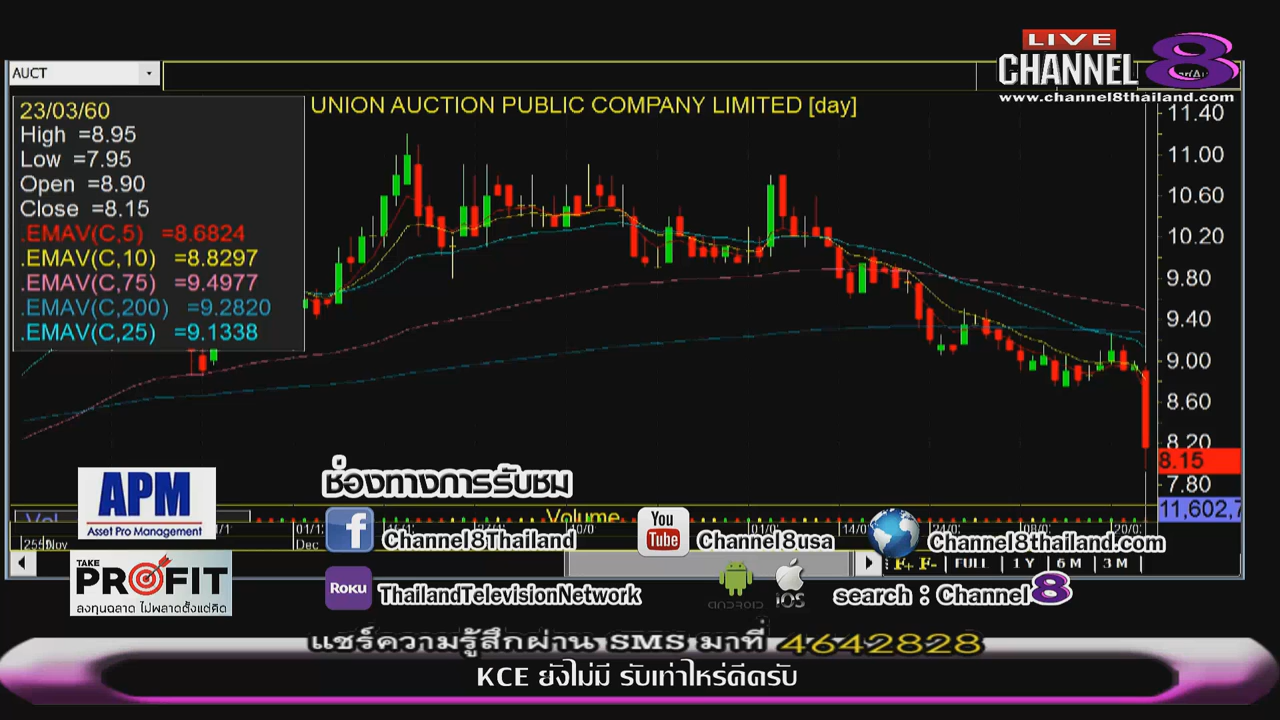 LIVE
CHANNEL 8
www.channel8thailand.com
AUCT
UNION AUCTION PUBLIC COMPANY LIMITED [day]
23/03/60
High =8.95
Low =7.95
Open =8.90
Close =8.15
.EMAV(C,5) =8.6824
.EMAV(C,10) =8.8297
.EMAV(C,75) =9.4977
.EMAV(C,200) =9.2820
.EMAV(C,25) =9.1338
11.40
11.00
10.60
10.20
9.80
9.40
9.00
8.60
8.20
8.15
7.80
11,602,7
Volume
Dec
FULL 1 Y 6 M 3 M
APM
Asset Pro Management
TAKE
PROFIT
ลงทุนฉลาด ไม่พลาดตั้งแต่คิด
ช่องทางการรับชม
f Channel8Thailand
You Tube Channel8usa
Channel8thailand.com
ROKU ThailandTelevisionNetwork
ANDROID iOS
search : Channel 8
แชร์ความรู้สึกผ่าน SMS มาที่ 4642828
KCE ยังไม่มี รับเท่าไหร่ดีครับ